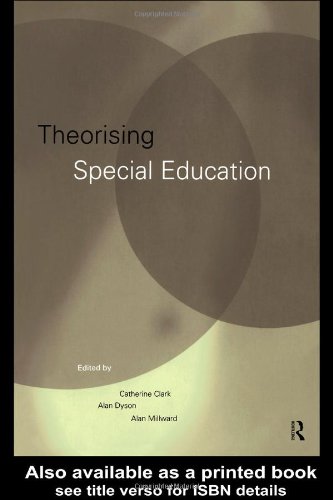 Theorising
Special Education
Edited by
Catherine Clark
Alan Dyson
Alan Millward
ROUTLEDGE
Also available as a printed book
see title verso for ISBN details